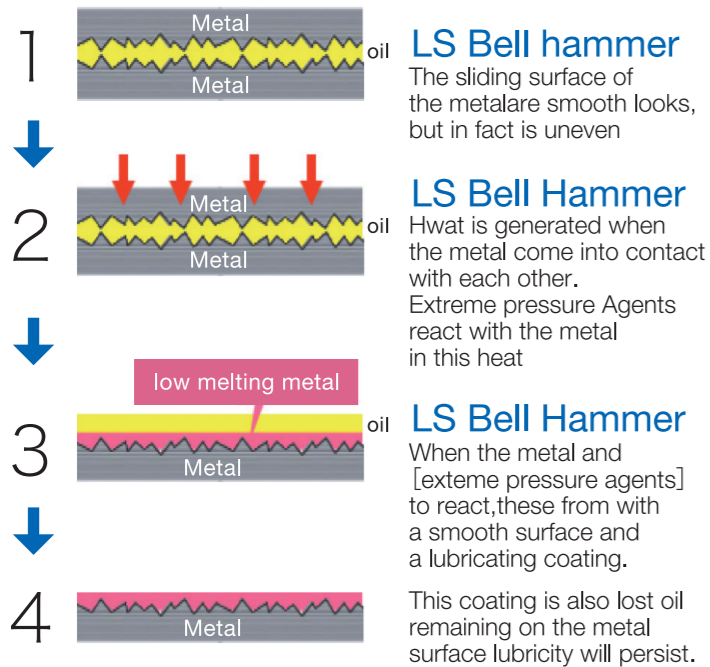 1
Metal
oil
Metal
LS Bell hammer
The sliding surface of
the metalare smooth looks,
but in fact is uneven
2
Metal
oil
Metal
LS Bell Hammer
Hwat is generated when
the metal come into contact
with each other.
Extreme pressure Agents
react with the metal
in this heat
3
low melting metal
oil
Metal
LS Bell Hammer
When the metal and
[exteme pressure agents]
to react,these from with
a smooth surface and
a lubricating coating.
4
Metal
This coating is also lost oil
remaining on the metal
surface lubricity will persist.